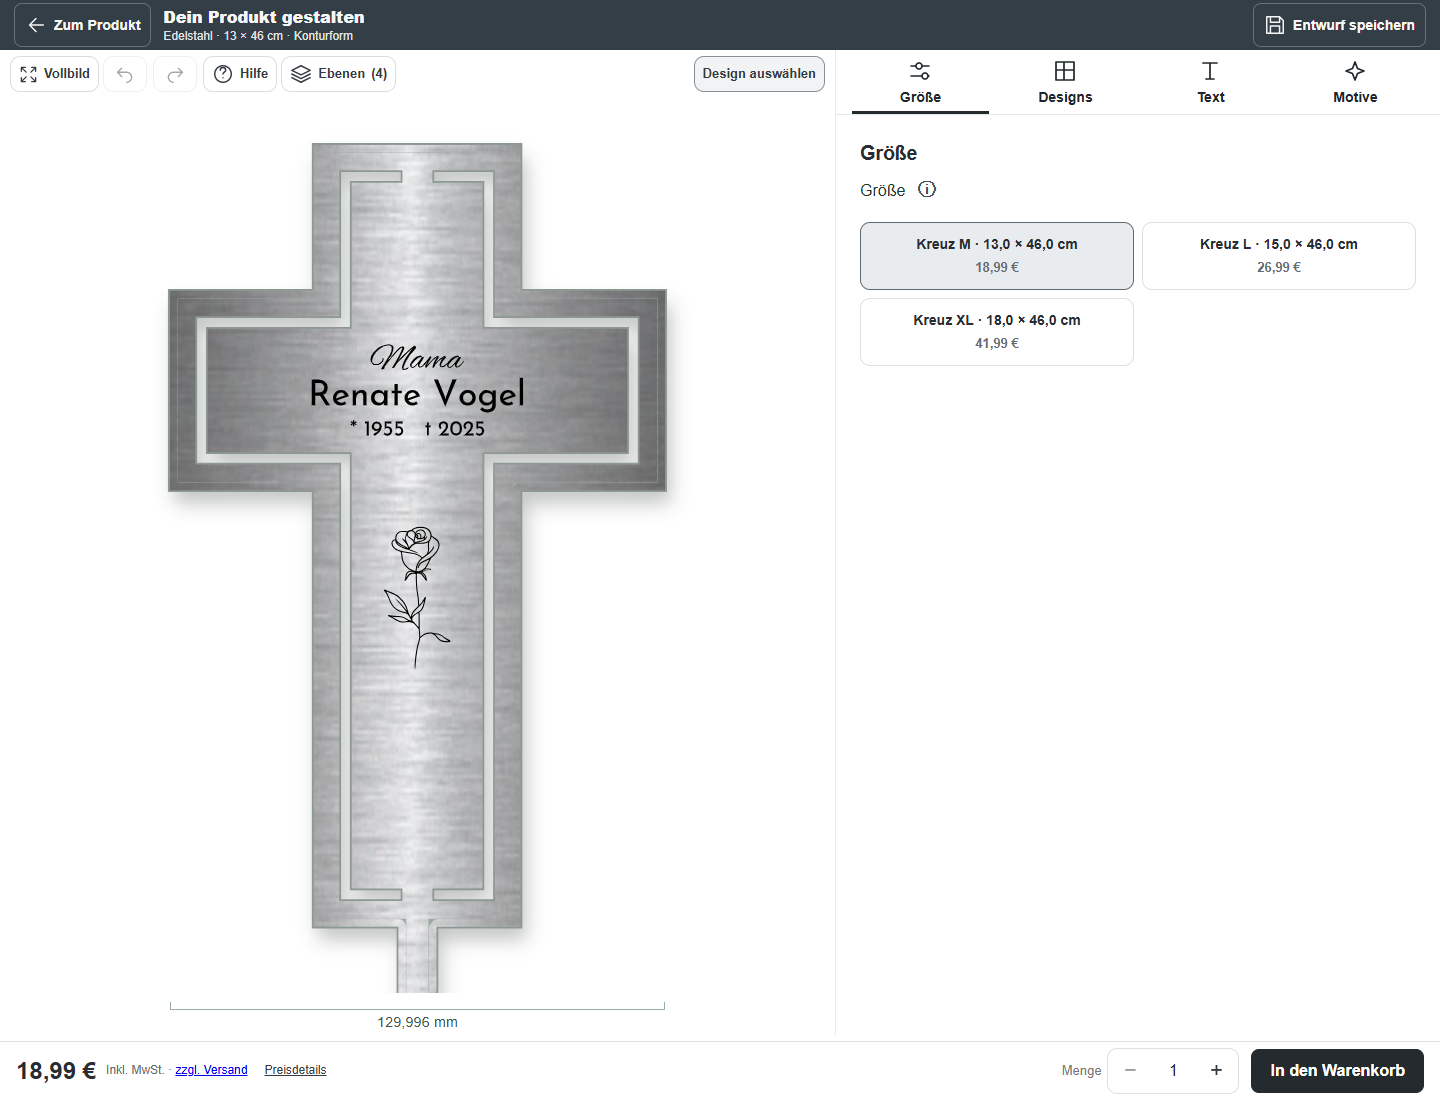 Zum Produkt
Dein Produkt gestalten
Edelstahl · 13 × 46 cm · Konturform
Entwurf speichern
Vollbild
Hilfe
Ebenen (4)
Design auswählen
Größe
Designs
Text
Motive
Größe
Größe
Kreuz M · 13,0 × 46,0 cm
18,99 €
Kreuz L · 15,0 × 46,0 cm
26,99 €
Kreuz XL · 18,0 × 46,0 cm
41,99 €
Mama
Renate Vogel
* 1955 † 2025
129,996 mm
18,99 € Inkl. MwSt. · zzgl. Versand Preisdetails
Menge − 1 +
In den Warenkorb